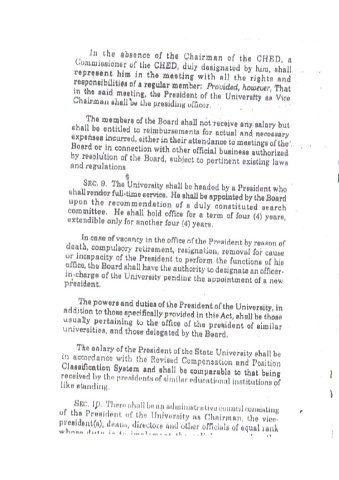 In the absence of the Chairman of the CHED, a
Commissioner of the CHED, duly designated by him, shall
represent him in the meeting with all the rights and
responsibilities of a regular member: Provided, however, That
in the said meeting, the President of the University as Vice
Chairman shall be the presiding officer.
The members of the Board shall not receive any salary but
shall be entitled to reimbursements for actual and necessary
expenses incurred, either in their attendance to meetings of the
Board or in connection with other official business authorized
by resolution of the Board, subject to pertinent existing laws
and regulations.
SEC. 9. The University shall be headed by a President who
shall render full-time service. He shall be appointed by the Board
upon the recommendation of a duly constituted search
committee. He shall hold office for a term of four (4) years,
extendible only for another four (4) years.
In case of vacancy in the office of the President by reason of
death, compulsory retirement, resignation, removal for cause
or incapacity of the President to perform the functions of his
office, the Board shall have the authority to designate an officer-
in-charge of the University pending the appointment of a new
president.
The powers and duties of the President of the University, in
addition to those specifically provided in this Act, shall be those
usually pertaining to the office of the president of similar
universities, and those delegated by the Board.
The salary of the President of the State University shall be
in accordance with the Revised Compensation and Position
Classification System and shall be comparable to that being
received by the presidents of similar educational institutions of
like standing.
SEC. 10. There shall be an administrative council consisting
of the President of the University as Chairman, the vice-
president(s), deans, directors and other officials of equal rank
whose duty is to implement the